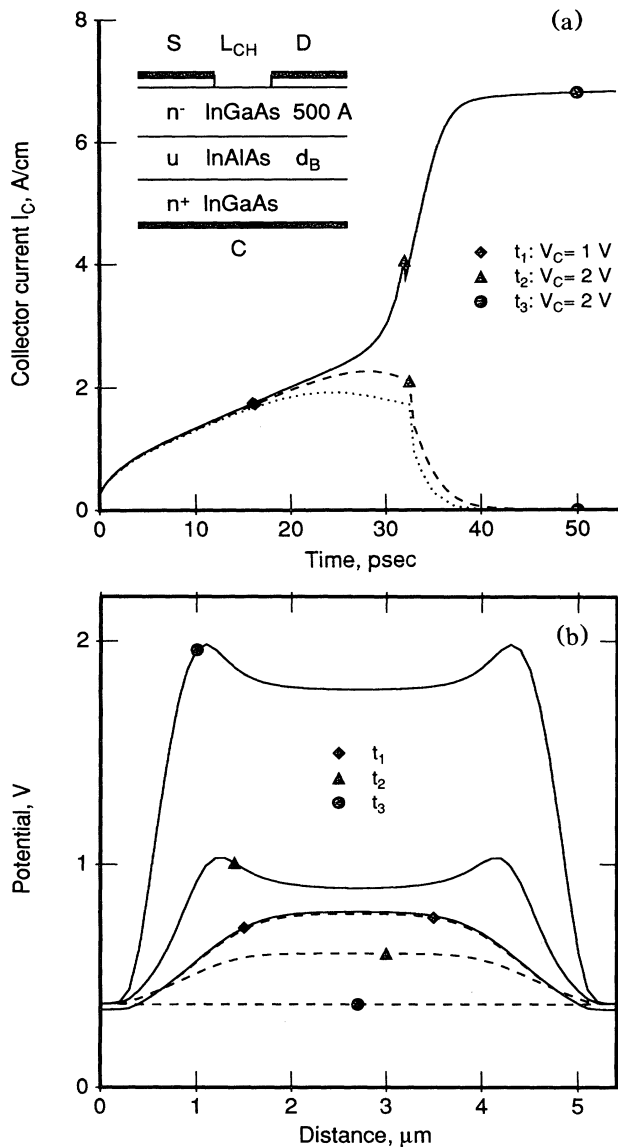 (a)
8
6
4
2
0
Collector current I_C, A/cm
S L_CH D
n⁻ InGaAs 500 A
u InAlAs d_B
n⁺ InGaAs
C
t₁: V_C= 1 V
t₂: V_C= 2 V
t₃: V_C= 2 V
0 10 20 30 40 50
Time, psec
(b)
2
1
0
Potential, V
t₁
t₂
t₃
0 1 2 3 4 5
Distance, μm